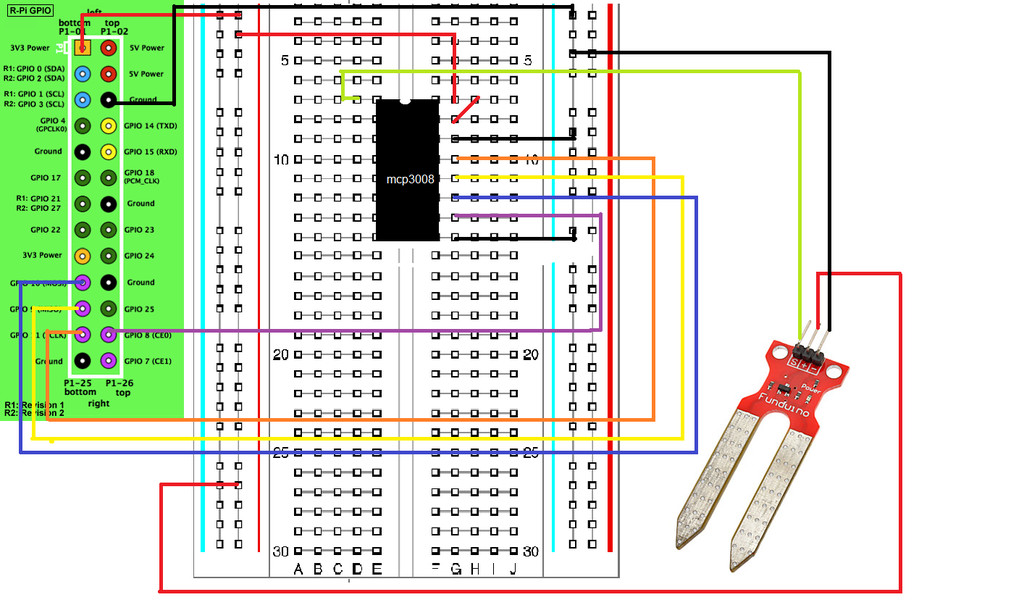 R-Pi GPIO
left
bottom top
P1-01 P1-02
3V3 Power
5V Power
R1: GPIO 0 (SDA)
R2: GPIO 2 (SDA)
5V Power
R1: GPIO 1 (SCL)
R2: GPIO 3 (SCL)
Ground
GPIO 4
(GPCLK0)
GPIO 14 (TXD)
Ground
GPIO 15 (RXD)
GPIO 17
GPIO 18
(PCM_CLK)
R1: GPIO 21
R2: GPIO 27
Ground
GPIO 22
GPIO 23
3V3 Power
GPIO 24
GPIO 10 (MOSI)
Ground
GPIO 9 (MISO)
GPIO 25
GPIO 11 (CLK)
GPIO 8 (CE0)
Ground
GPIO 7 (CE1)
P1-25 P1-26
bottom top
right
R1: Revision 1
R2: Revision 2
5 5
10 10
mcp3008
20 20
25 25
30 30
A B C D E F G H I J
S + -
Power
Funduino